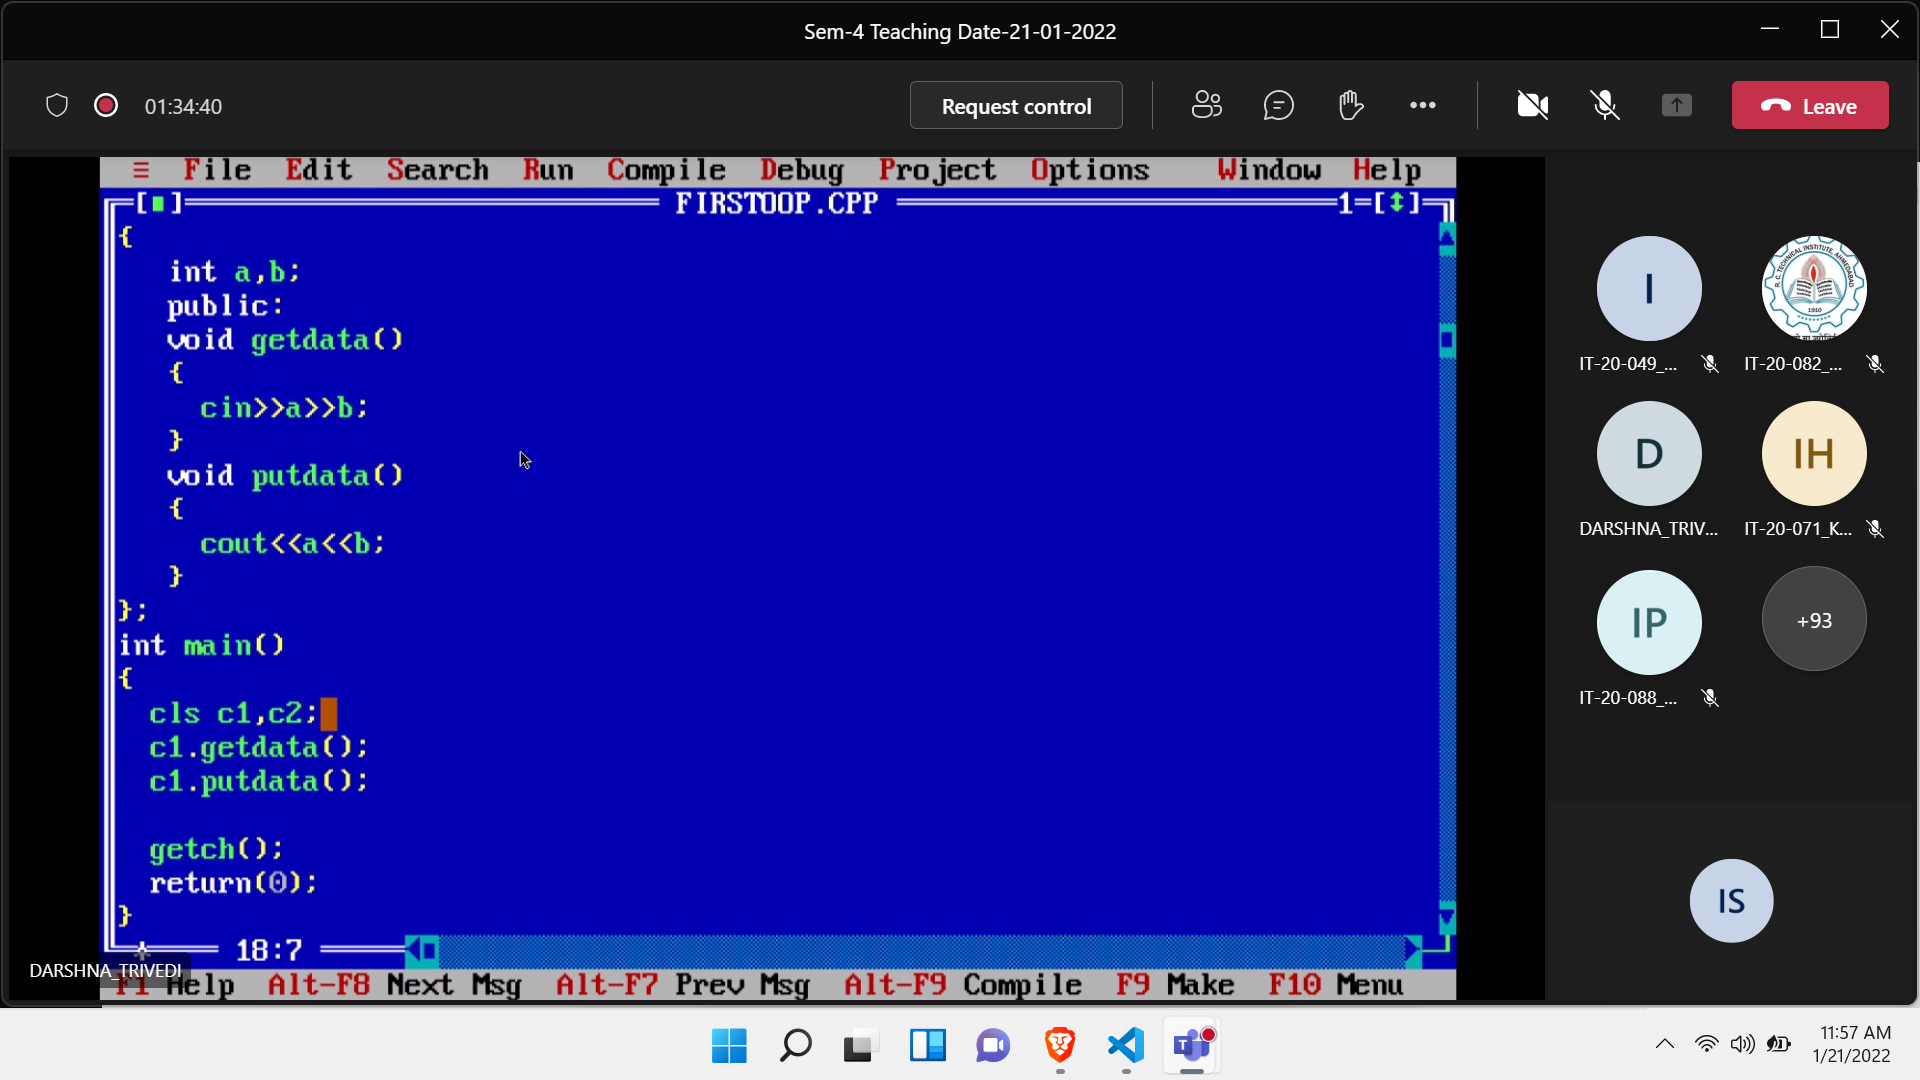 Sem-4 Teaching Date-21-01-2022
01:34:40
Request control
Leave
≡ File Edit Search Run Compile Debug Project Options Window Help
FIRSTOOP.CPP
1=[↕]
{
int a,b;
public:
void getdata()
{
cin>>a>>b;
}
void putdata()
{
cout<<a<<b;
}
};
int main()
{
cls c1,c2;
c1.getdata();
c1.putdata();
getch();
return(0);
}
18:7
DARSHNA_TRIVEDI
F1 Help Alt-F8 Next Msg Alt-F7 Prev Msg Alt-F9 Compile F9 Make F10 Menu
I
R. C. TECHNICAL INSTITUTE, AHMEDABAD
1910
IT-20-049_...
IT-20-082_...
D
IH
DARSHNA_TRIV...
IT-20-071_K...
IP
+93
IT-20-088_...
IS
11:57 AM
1/21/2022